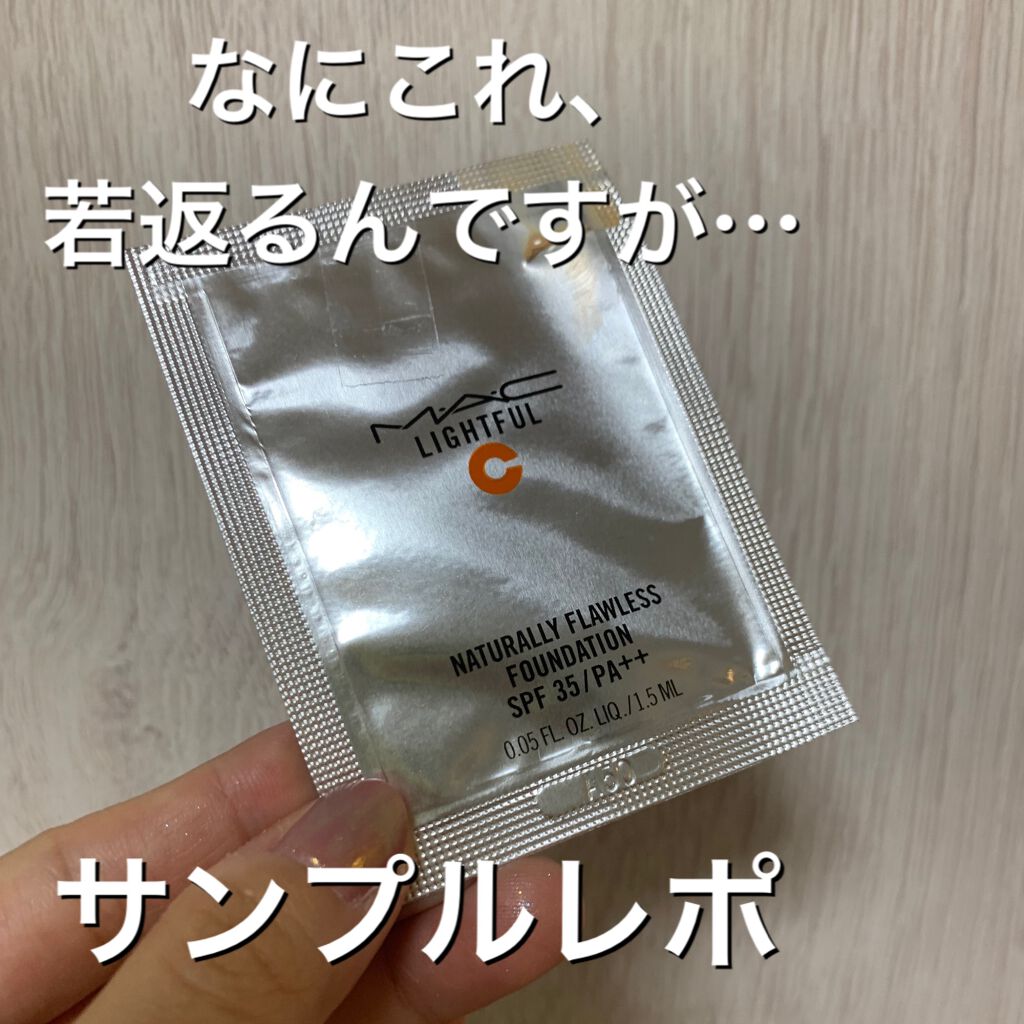 なにこれ、
若返るんですが…
M·A·C
LIGHTFUL
C
NATURALLY FLAWLESS
FOUNDATION
SPF 35/PA++
0.05 FL. OZ. LIQ./1.5 ML
サンプルレポ